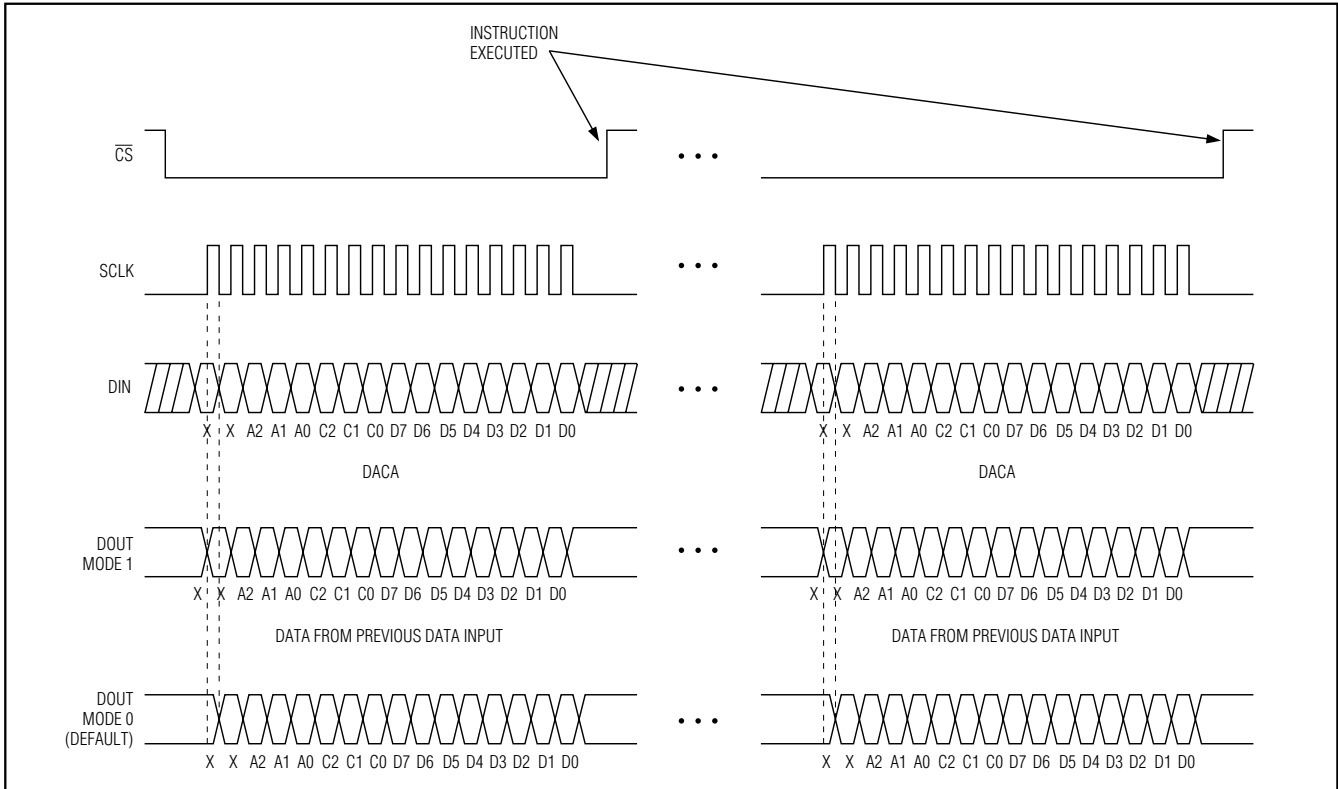 INSTRUCTION
EXECUTED
CS
SCLK
DIN
X X A2 A1 A0 C2 C1 C0 D7 D6 D5 D4 D3 D2 D1 D0
X X A2 A1 A0 C2 C1 C0 D7 D6 D5 D4 D3 D2 D1 D0
DACA
DACA
DOUT
MODE 1
X X A2 A1 A0 C2 C1 C0 D7 D6 D5 D4 D3 D2 D1 D0
X X A2 A1 A0 C2 C1 C0 D7 D6 D5 D4 D3 D2 D1 D0
DATA FROM PREVIOUS DATA INPUT
DATA FROM PREVIOUS DATA INPUT
DOUT
MODE 0
(DEFAULT)
X X A2 A1 A0 C2 C1 C0 D7 D6 D5 D4 D3 D2 D1 D0
X X A2 A1 A0 C2 C1 C0 D7 D6 D5 D4 D3 D2 D1 D0